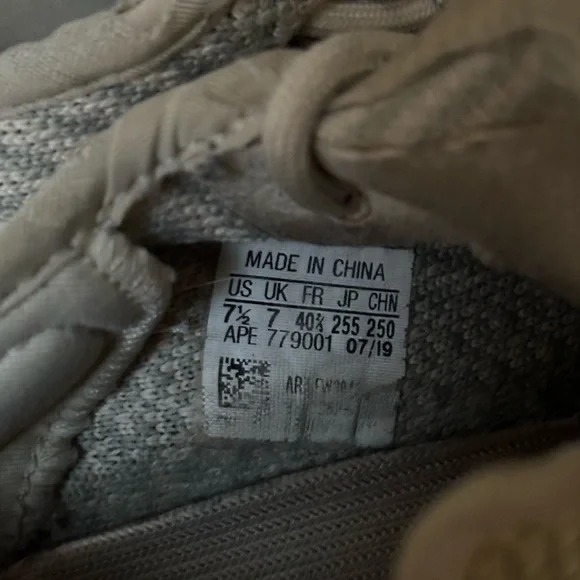 MADE IN CHINA
US UK FR JP CHN
7½ 7 40⅔ 255 250
APE 779001 07/19